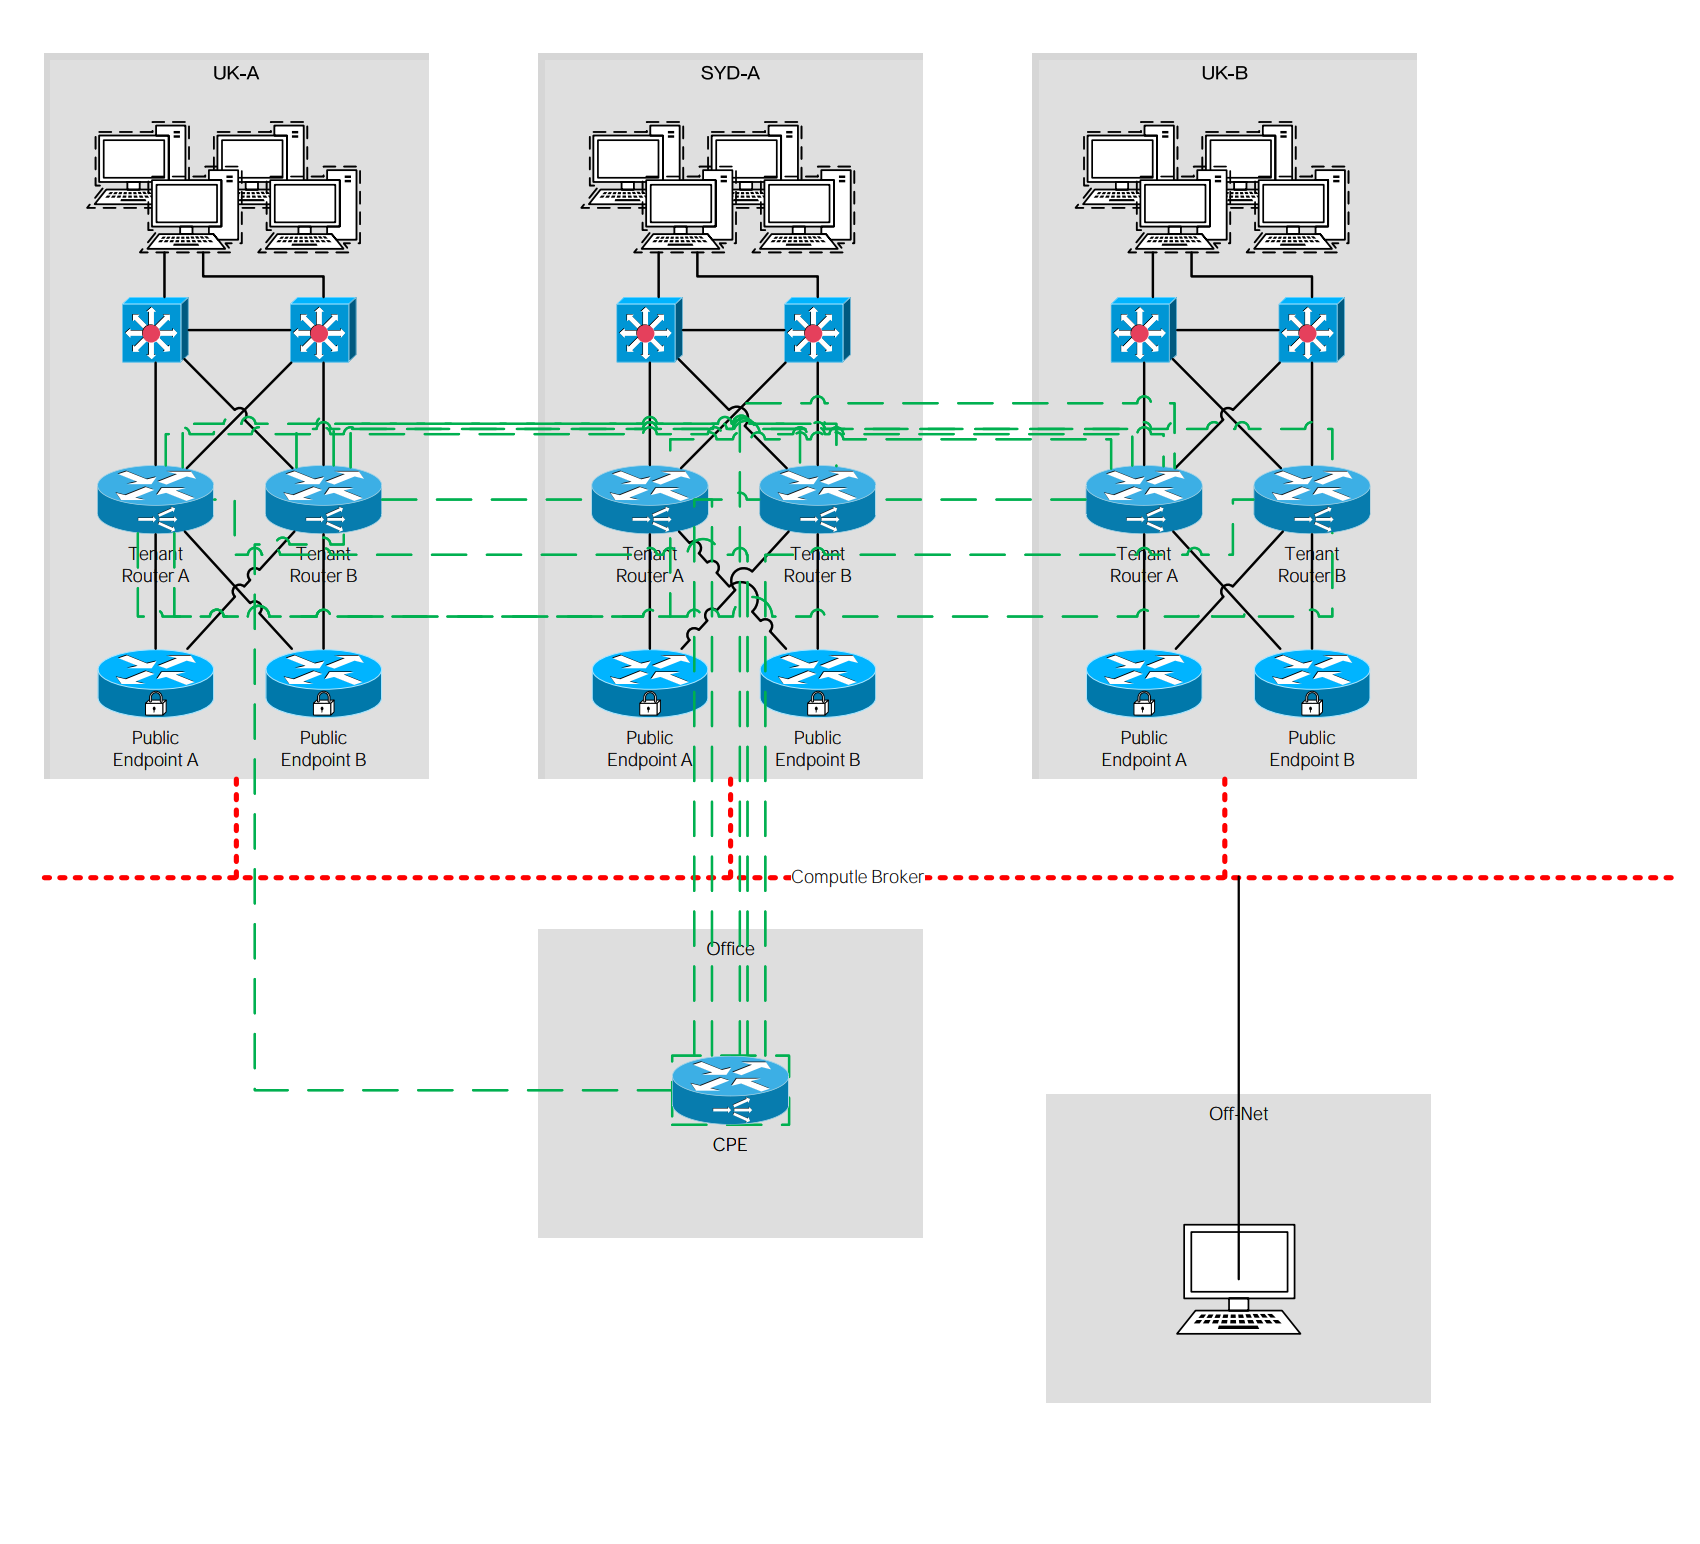 UK-A
SYD-A
UK-B
Tenant
Router A
Tenant
Router B
Tenant
Router A
Tenant
Router B
Tenant
Router A
Tenant
Router B
Public
Endpoint A
Public
Endpoint B
Public
Endpoint A
Public
Endpoint B
Public
Endpoint A
Public
Endpoint B
Computle Broker
Office
CPE
Off-Net